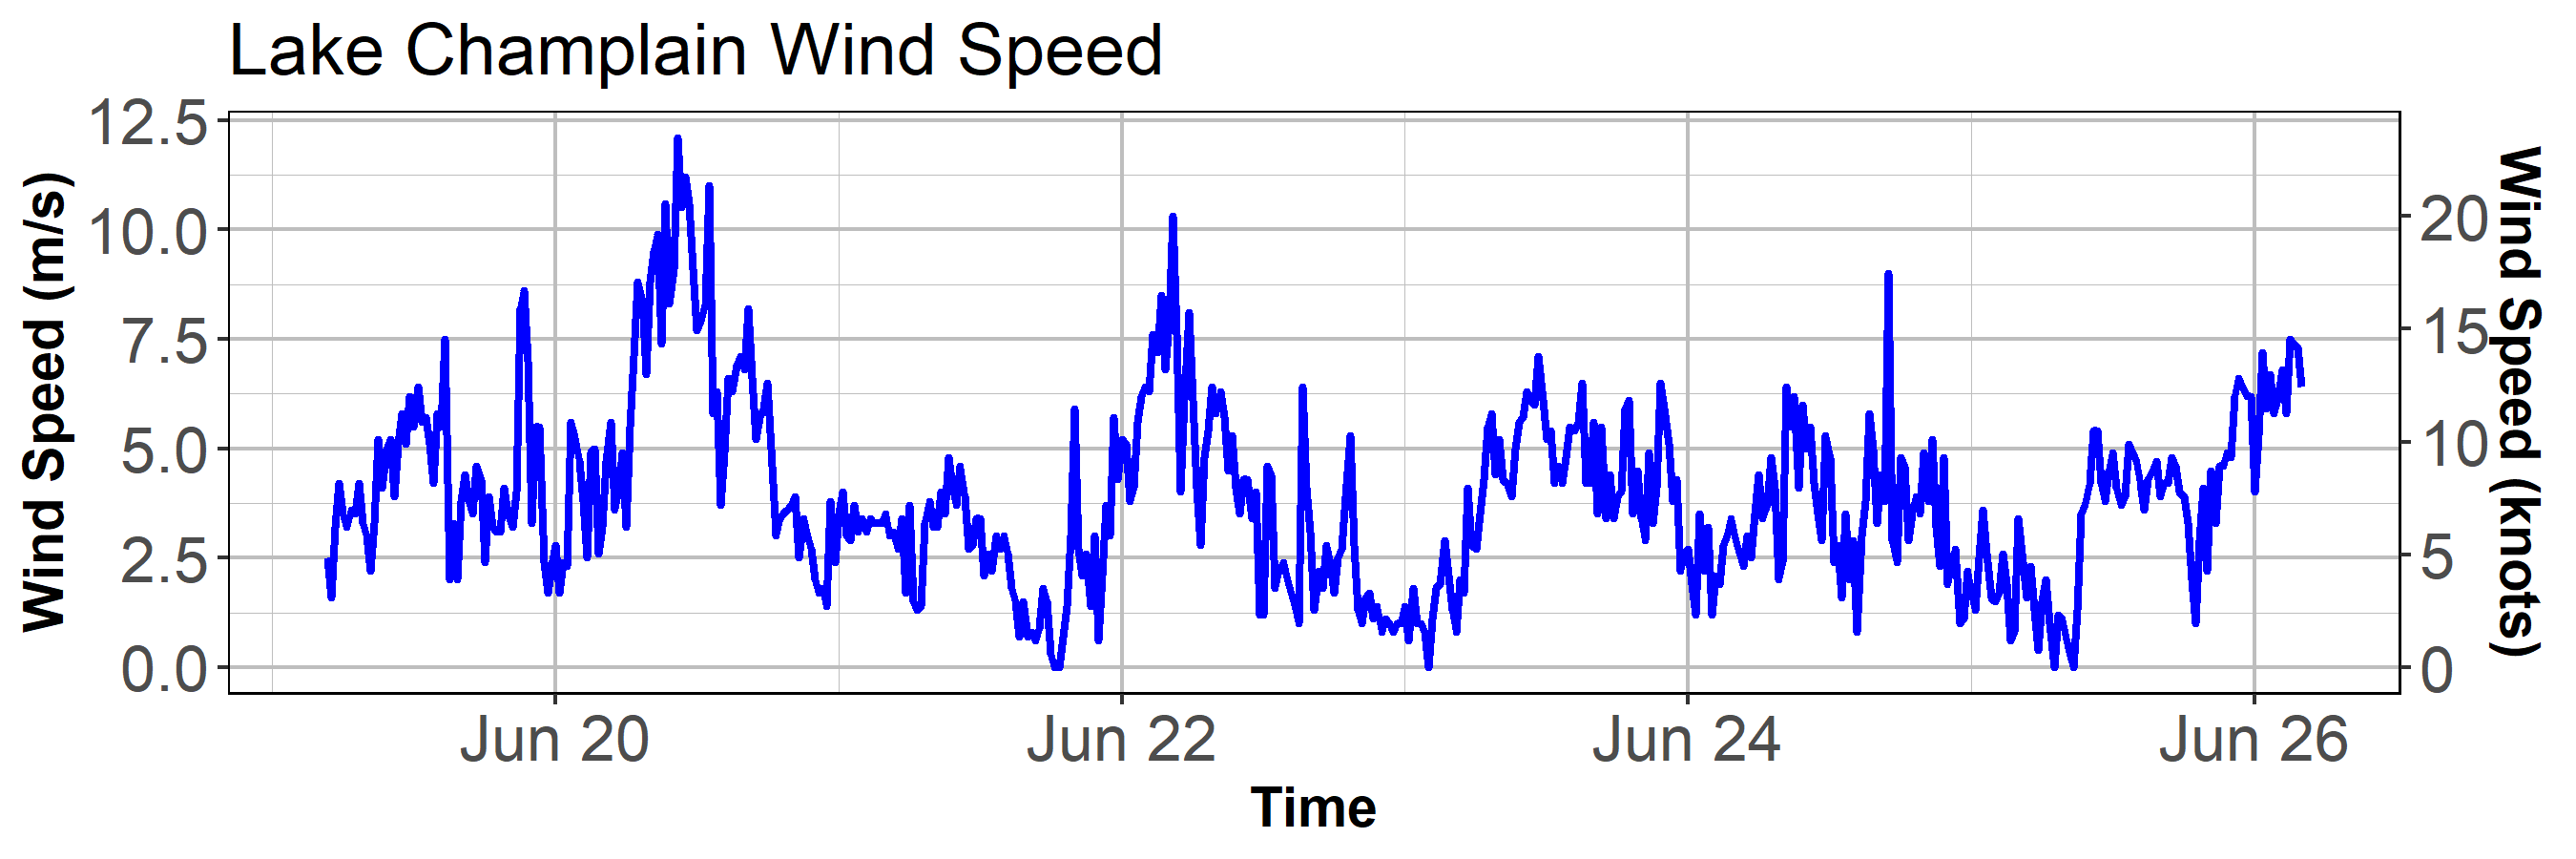 Lake Champlain Wind Speed
Wind Speed (m/s)
12.5
10.0
7.5
5.0
2.5
0.0
20
15
10
5
0
Wind Speed (knots)
Jun 20
Jun 22
Jun 24
Jun 26
Time